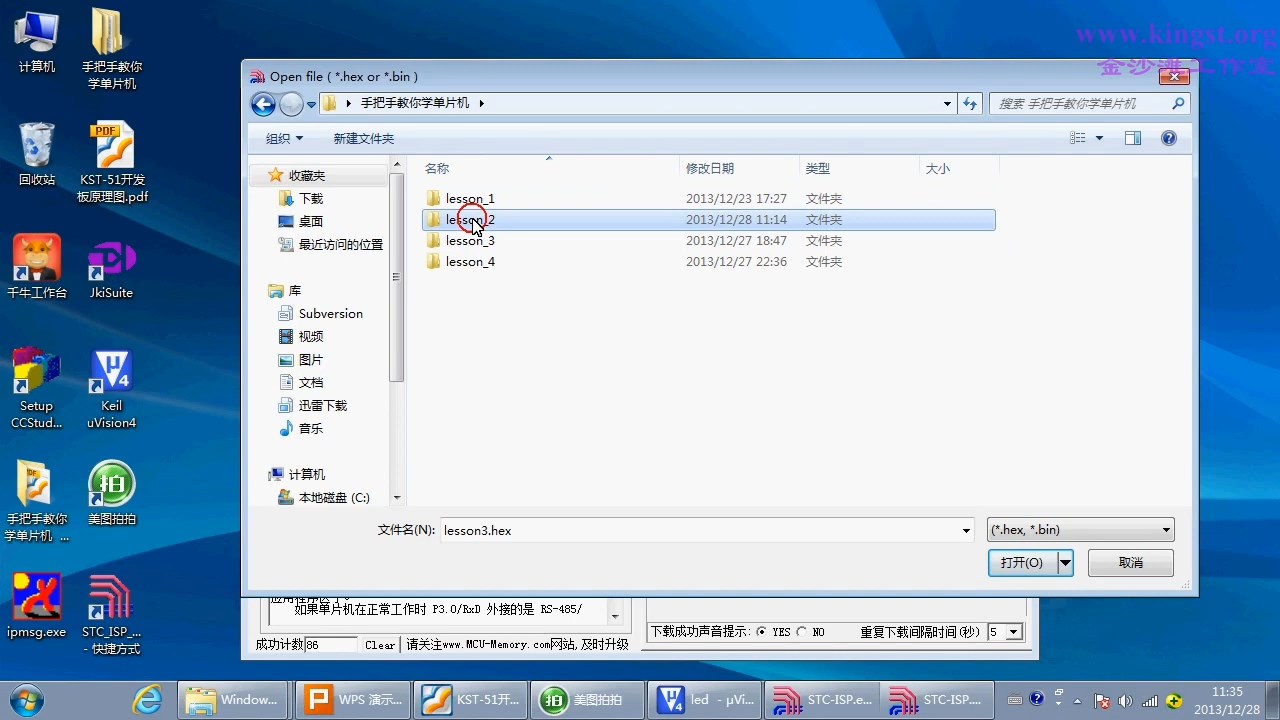 www.kingst.org
金沙滩工作室
计算机
手把手教你
学单片机
回收站
KST-51开发
板原理图.pdf
千牛工作台
JkiSuite
Setup
CCStud...
Keil
uVision4
手把手教你
学单片机 ...
美图拍拍
ipmsg.exe
STC_ISP_...
- 快捷方式
Open file ( *.hex or *.bin )
手把手教你学单片机
搜索 手把手教你学单片机
组织
新建文件夹
收藏夹
下载
桌面
最近访问的位置
库
Subversion
视频
图片
文档
迅雷下载
音乐
计算机
本地磁盘 (C:)
名称 修改日期 类型 大小
lesson_1 2013/12/23 17:27 文件夹
lesson_2 2013/12/28 11:14 文件夹
lesson_3 2013/12/27 18:47 文件夹
lesson_4 2013/12/27 22:36 文件夹
文件名(N): lesson3.hex
(*.hex, *.bin)
打开(O)
取消
如果单片机在正常工作时 P3.0/RxD 外接的是 RS-485/
下载成功声音提示: YES NO 重复下载间隔时间(秒) 5
成功计数 86 Clear 请关注www.MCU-Memory.com网站,及时升级
Window...
WPS 演示...
KST-51开...
美图拍拍
led - µVi...
STC-ISP.e...
STC-ISP....
11:35
2013/12/28